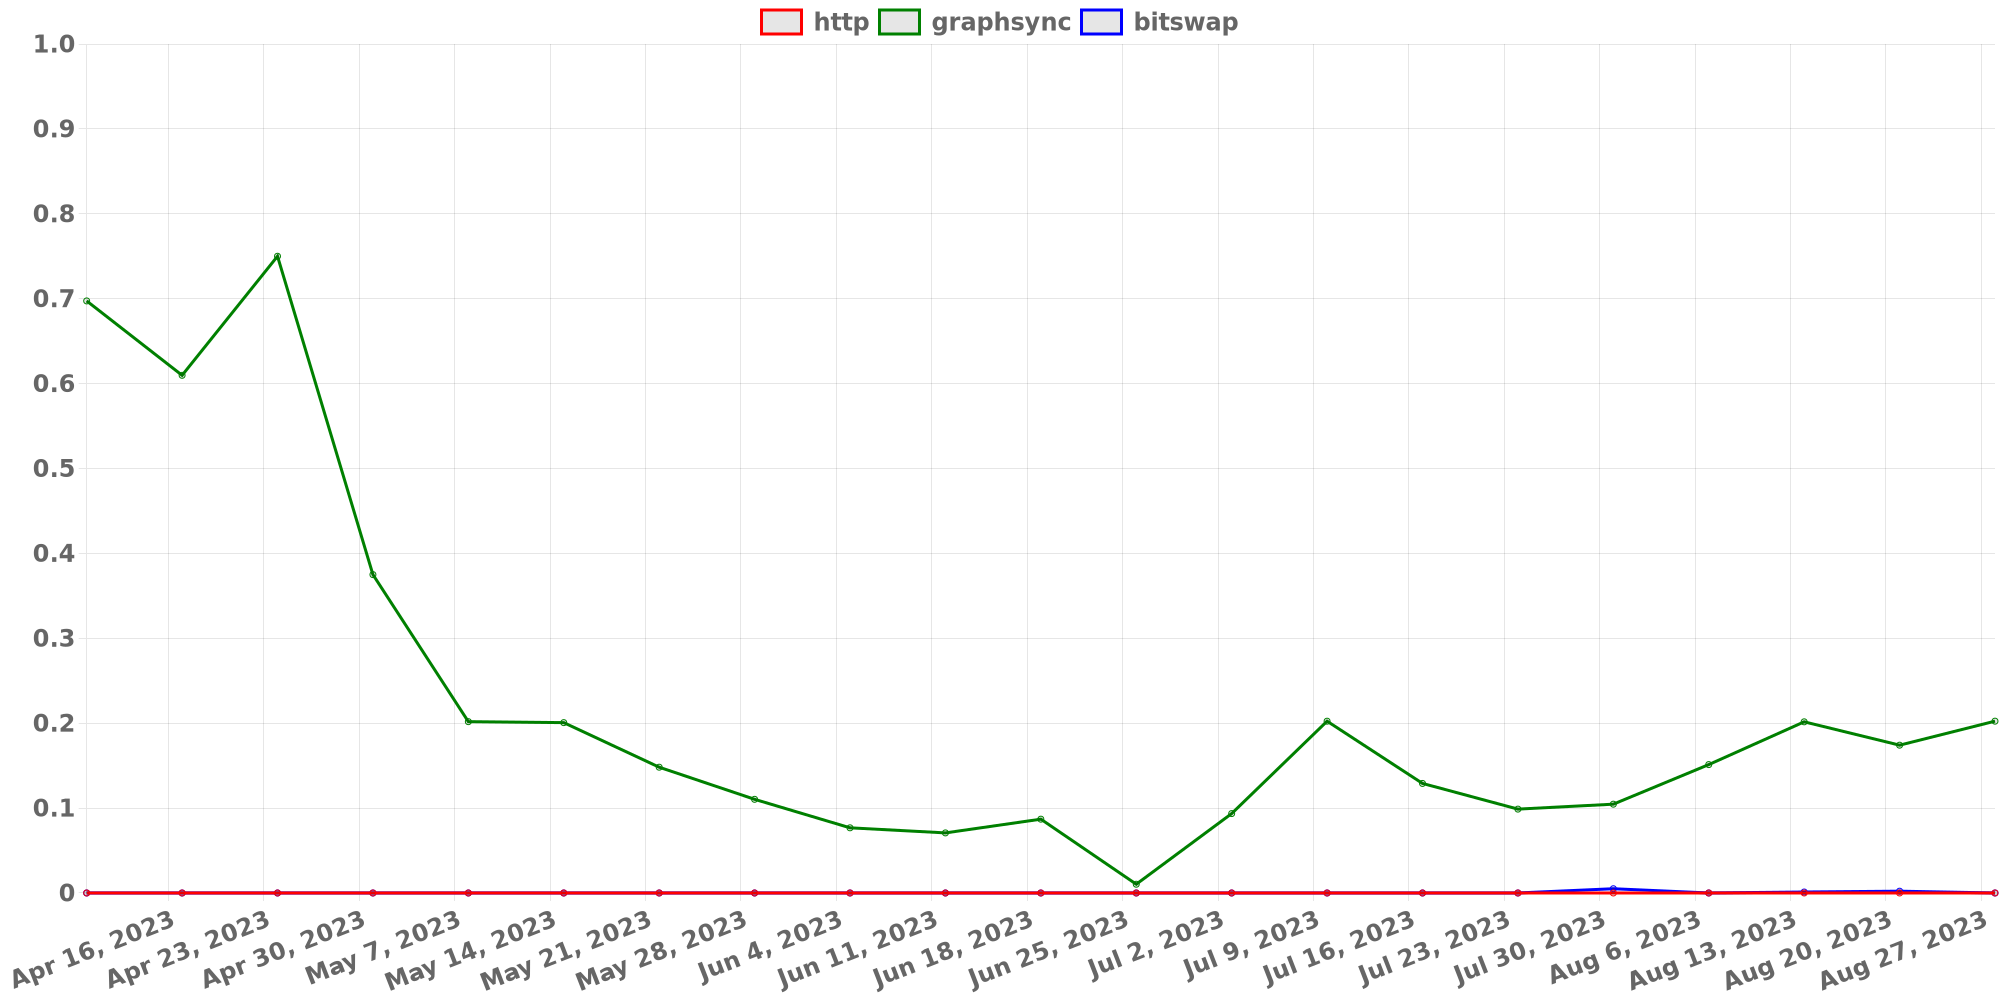 http graphsync bitswap
1.0
0.9
0.8
0.7
0.6
0.5
0.4
0.3
0.2
0.1
0
Apr 16, 2023
Apr 23, 2023
Apr 30, 2023
May 7, 2023
May 14, 2023
May 21, 2023
May 28, 2023
Jun 4, 2023
Jun 11, 2023
Jun 18, 2023
Jun 25, 2023
Jul 2, 2023
Jul 9, 2023
Jul 16, 2023
Jul 23, 2023
Jul 30, 2023
Aug 6, 2023
Aug 13, 2023
Aug 20, 2023
Aug 27, 2023